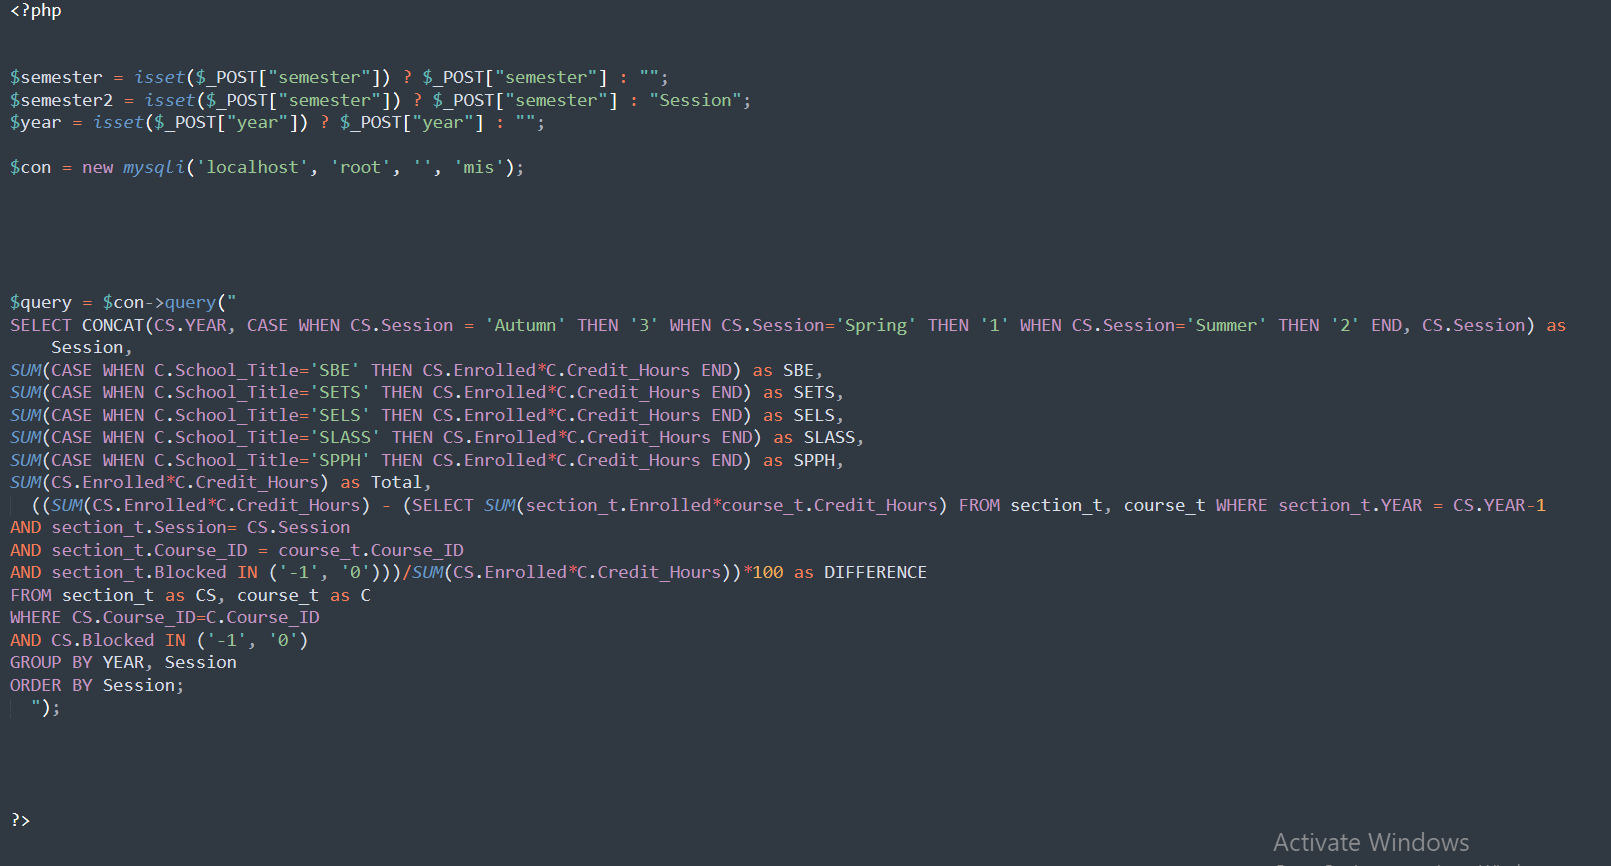 <?php
$semester = isset($_POST["semester"]) ? $_POST["semester"] : "";
$semester2 = isset($_POST["semester"]) ? $_POST["semester"] : "Session";
$year = isset($_POST["year"]) ? $_POST["year"] : "";
$con = new mysqli('localhost', 'root', '', 'mis');
$query = $con->query("
SELECT CONCAT(CS.YEAR, CASE WHEN CS.Session = 'Autumn' THEN '3' WHEN CS.Session='Spring' THEN '1' WHEN CS.Session='Summer' THEN '2' END, CS.Session) as
Session,
SUM(CASE WHEN C.School_Title='SBE' THEN CS.Enrolled*C.Credit_Hours END) as SBE,
SUM(CASE WHEN C.School_Title='SETS' THEN CS.Enrolled*C.Credit_Hours END) as SETS,
SUM(CASE WHEN C.School_Title='SELS' THEN CS.Enrolled*C.Credit_Hours END) as SELS,
SUM(CASE WHEN C.School_Title='SLASS' THEN CS.Enrolled*C.Credit_Hours END) as SLASS,
SUM(CASE WHEN C.School_Title='SPPH' THEN CS.Enrolled*C.Credit_Hours END) as SPPH,
SUM(CS.Enrolled*C.Credit_Hours) as Total,
((SUM(CS.Enrolled*C.Credit_Hours) - (SELECT SUM(section_t.Enrolled*course_t.Credit_Hours) FROM section_t, course_t WHERE section_t.YEAR = CS.YEAR-1
AND section_t.Session= CS.Session
AND section_t.Course_ID = course_t.Course_ID
AND section_t.Blocked IN ('-1', '0')))/SUM(CS.Enrolled*C.Credit_Hours))*100 as DIFFERENCE
FROM section_t as CS, course_t as C
WHERE CS.Course_ID=C.Course_ID
AND CS.Blocked IN ('-1', '0')
GROUP BY YEAR, Session
ORDER BY Session;
");
?>
Activate Windows